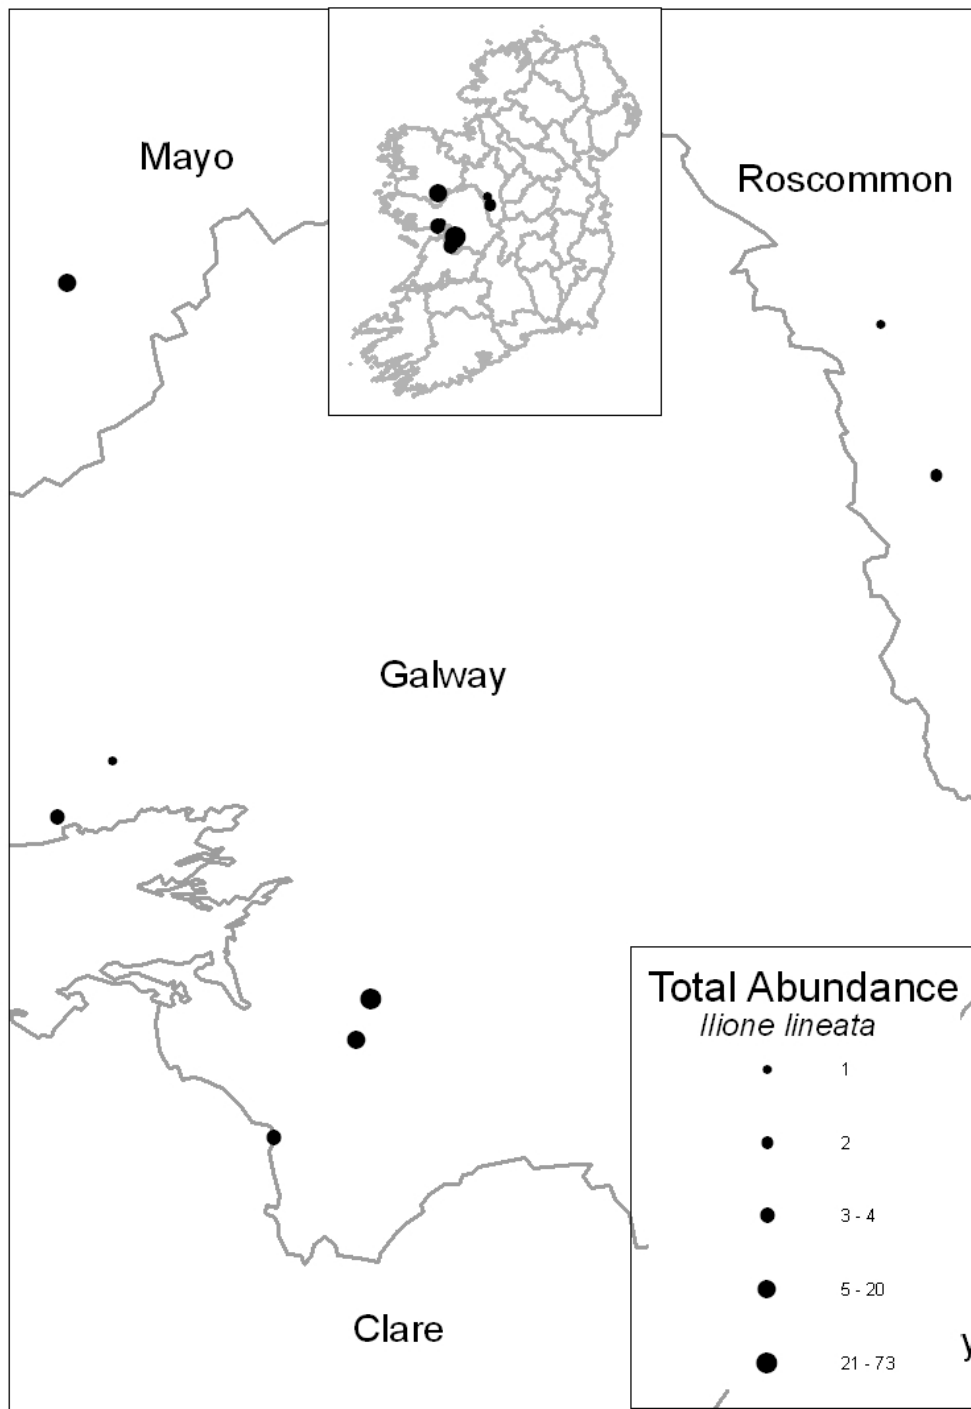 Mayo
Roscommon
Galway
Total Abundance
Ilione lineata
1
2
3 - 4
5 - 20
21 - 73
Clare
y